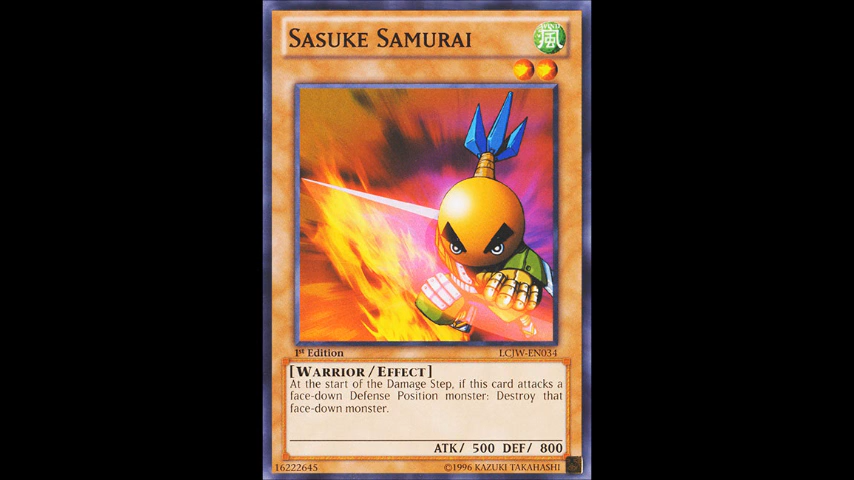 Sasuke Samurai
WIND
風
1st Edition
LCJW-EN034
[Warrior/Effect]
At the start of the Damage Step, if this card attacks a
face-down Defense Position monster: Destroy that
face-down monster.
ATK/ 500 DEF/ 800
16222645
©1996 KAZUKI TAKAHASHI